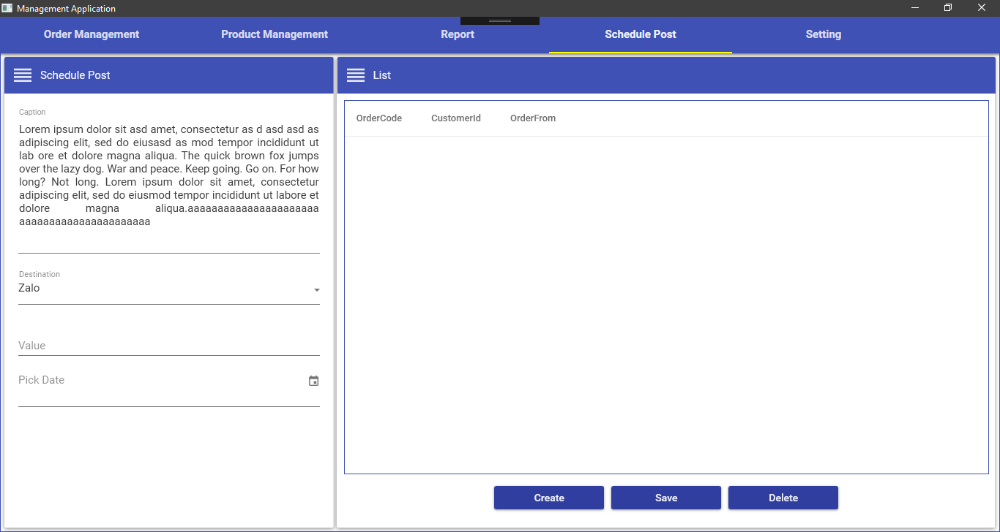 Management Application
Order Management
Product Management
Report
Schedule Post
Setting
Schedule Post
Caption
Lorem ipsum dolor sit asd amet, consectetur as d asd asd as
adipiscing elit, sed do eiusasd as mod tempor incididunt ut
lab ore et dolore magna aliqua. The quick brown fox jumps
over the lazy dog. War and peace. Keep going. Go on. For how
long? Not long. Lorem ipsum dolor sit amet, consectetur
adipiscing elit, sed do eiusmod tempor incididunt ut labore et
dolore magna aliqua.aaaaaaaaaaaaaaaaaaaaaa
aaaaaaaaaaaaaaaaaaaaaa
Destination
Zalo
Value
Pick Date
List
OrderCode
CustomerId
OrderFrom
Create
Save
Delete